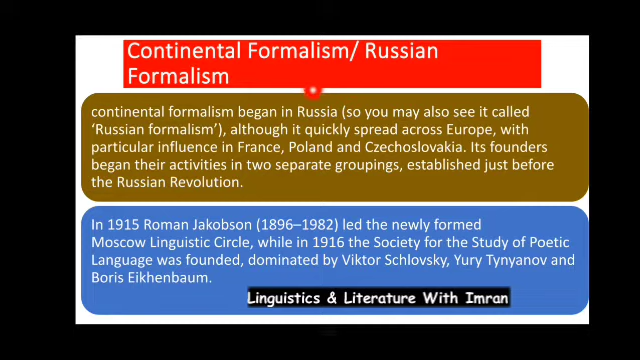 Continental Formalism/ Russian
Formalism
continental formalism began in Russia (so you may also see it called
‘Russian formalism’), although it quickly spread across Europe, with
particular influence in France, Poland and Czechoslovakia. Its founders
began their activities in two separate groupings, established just before
the Russian Revolution.
In 1915 Roman Jakobson (1896–1982) led the newly formed
Moscow Linguistic Circle, while in 1916 the Society for the Study of Poetic
Language was founded, dominated by Viktor Schlovsky, Yury Tynyanov and
Boris Eikhenbaum.
Linguistics & Literature With Imran